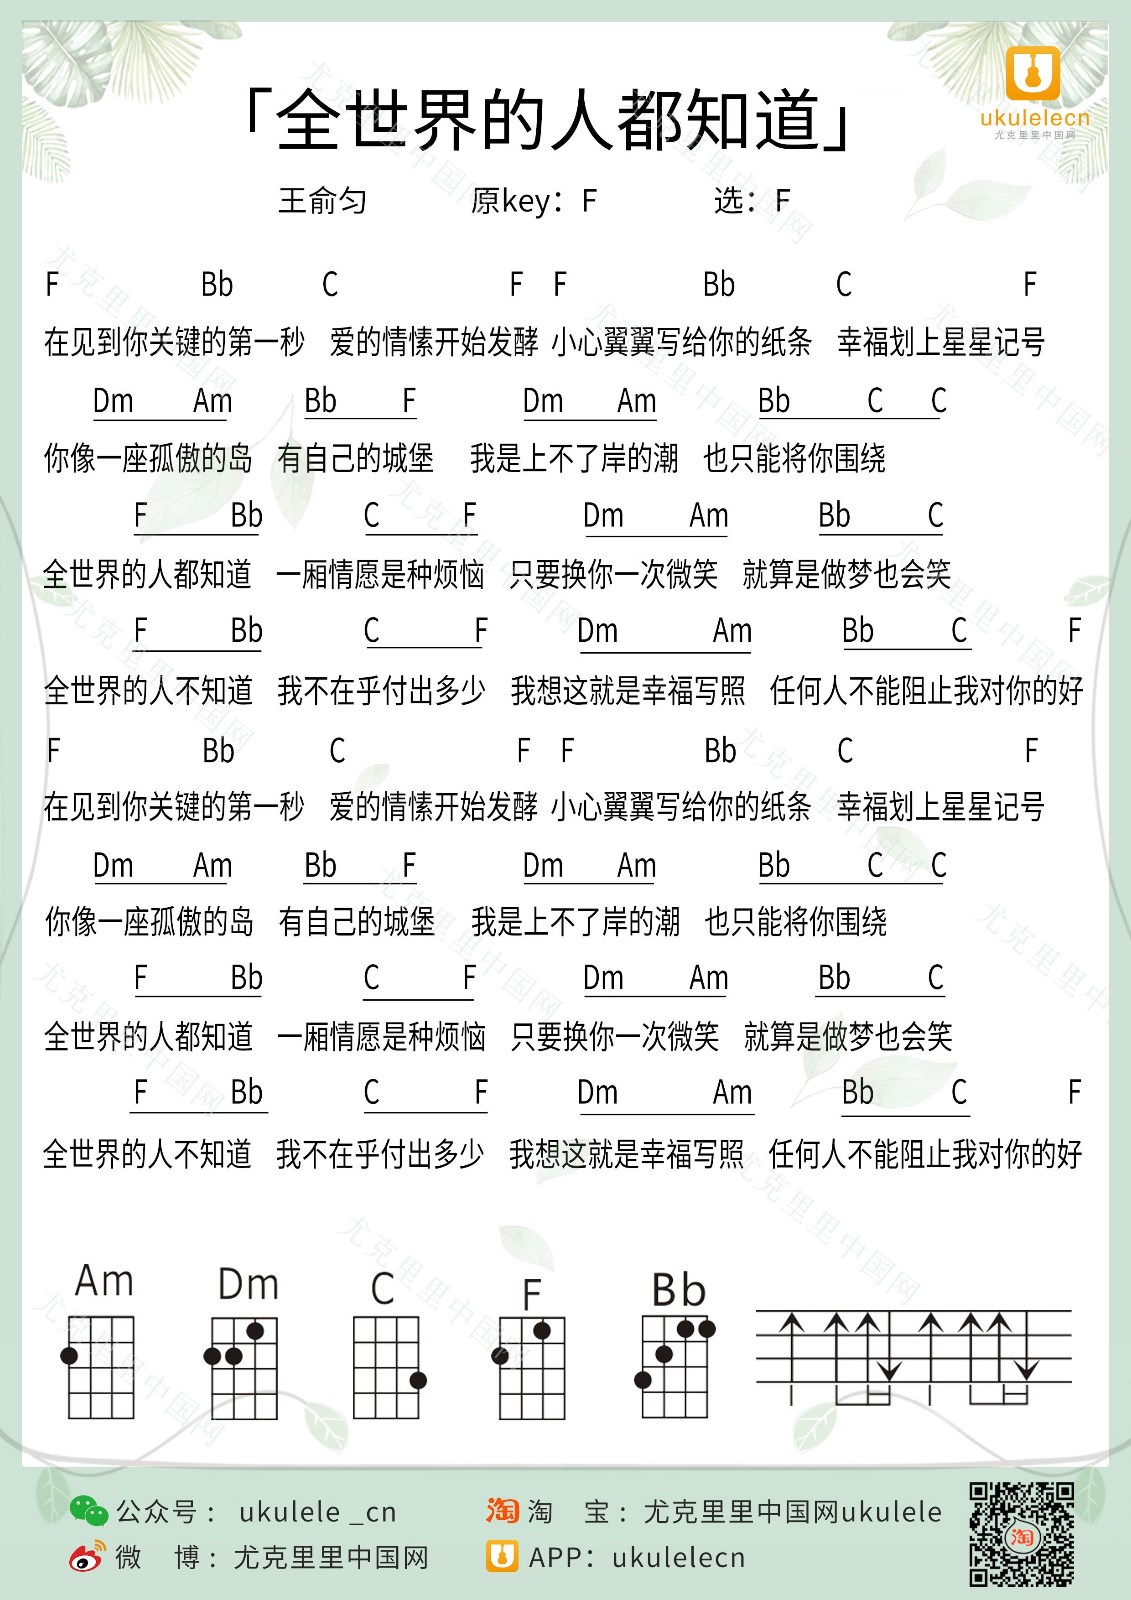 「全世界的人都知道」
ukulelecn
尤克里里中国网
王俞匀 原key：F 选：F
F Bb C F F Bb C F
在见到你关键的第一秒 爱的情愫开始发酵 小心翼翼写给你的纸条 幸福划上星星记号
Dm Am Bb F Dm Am Bb C C
你像一座孤傲的岛 有自己的城堡 我是上不了岸的潮 也只能将你围绕
F Bb C F Dm Am Bb C
全世界的人都知道 一厢情愿是种烦恼 只要换你一次微笑 就算是做梦也会笑
F Bb C F Dm Am Bb C F
全世界的人不知道 我不在乎付出多少 我想这就是幸福写照 任何人不能阻止我对你的好
F Bb C F F Bb C F
在见到你关键的第一秒 爱的情愫开始发酵 小心翼翼写给你的纸条 幸福划上星星记号
Dm Am Bb F Dm Am Bb C C
你像一座孤傲的岛 有自己的城堡 我是上不了岸的潮 也只能将你围绕
F Bb C F Dm Am Bb C
全世界的人都知道 一厢情愿是种烦恼 只要换你一次微笑 就算是做梦也会笑
F Bb C F Dm Am Bb C F
全世界的人不知道 我不在乎付出多少 我想这就是幸福写照 任何人不能阻止我对你的好
Am Dm C F Bb
公众号： ukulele _cn 淘 淘 宝：尤克里里中国网ukulele
微 博：尤克里里中国网 APP：ukulelecn
淘